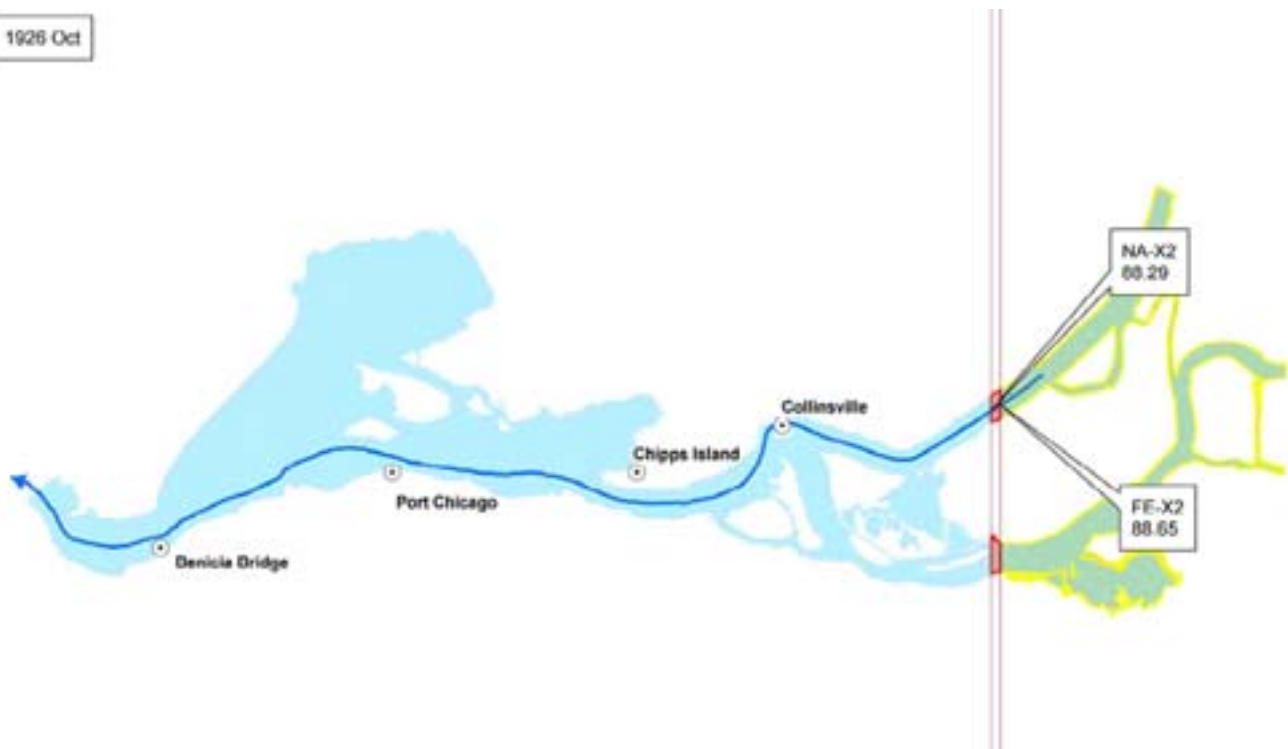 1926 Oct
NA-X2
88.29
Collinsville
Chipps Island
Port Chicago
FE-X2
88.65
Benicia Bridge